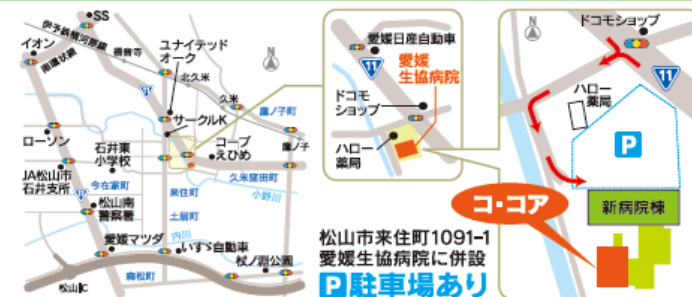 SS
伊予鉄横河原線
イオン
南環状線
福音寺
ユナイテッド
オーク
北久米
久米
鷹ノ子町
鷹ノ子
サークルK
11
ローソン
石井東
小学校
コープ
えひめ
久米窪田町
JA松山市
石井支所
今在家町
来住町
小野川
松山南
警察署
土居町
内川
愛媛マツダ
いすゞ自動車
杖ノ淵公園
南松町
松山IC
N
愛媛日産自動車
11
愛媛
生協病院
ドコモ
ショップ
ハロー
薬局
松山市来住町1091-1
愛媛生協病院に併設
P駐車場あり
N
ドコモショップ
11
ハロー
薬局
P
コ・コア
新病院棟